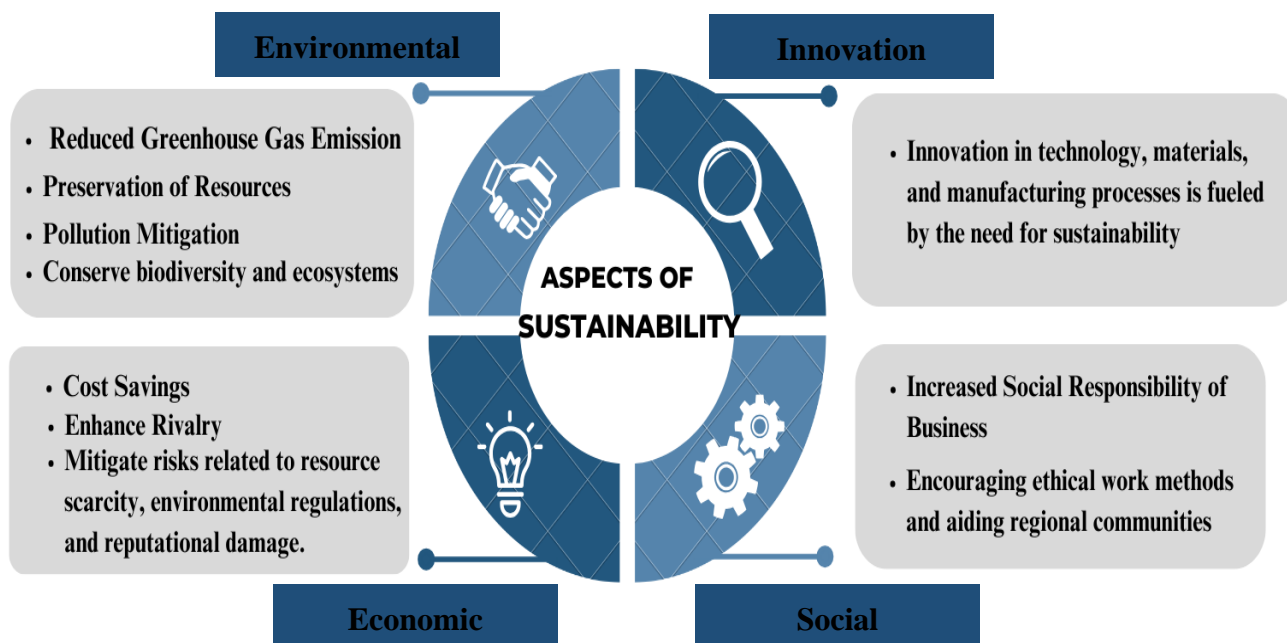 Environmental
Innovation
• Reduced Greenhouse Gas Emission
• Preservation of Resources
• Pollution Mitigation
• Conserve biodiversity and ecosystems
• Innovation in technology, materials,
and manufacturing processes is fueled
by the need for sustainability
ASPECTS OF
SUSTAINABILITY
• Cost Savings
• Enhance Rivalry
• Mitigate risks related to resource
scarcity, environmental regulations,
and reputational damage.
• Increased Social Responsibility of
Business
• Encouraging ethical work methods
and aiding regional communities
Economic
Social